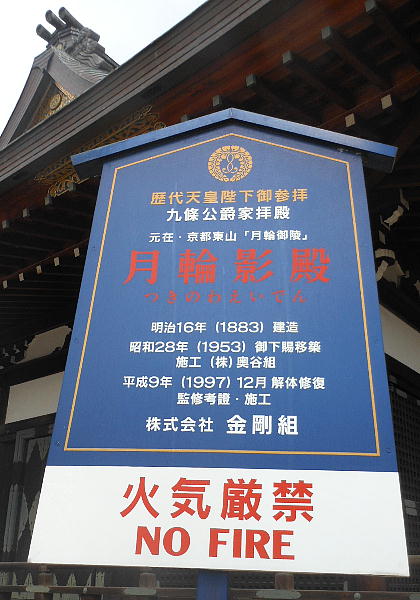 歴代天皇陛下御参拝
九條公爵家拝殿
元在・京都東山「月輪御陵」
月輪影殿
つきのわえいでん
明治16年（1883）建造
昭和28年（1953）御下賜移築
施工（株）奥谷組
平成9年（1997）12月 解体修復
監修考證・施工
株式会社 金剛組
火気厳禁
NO FIRE